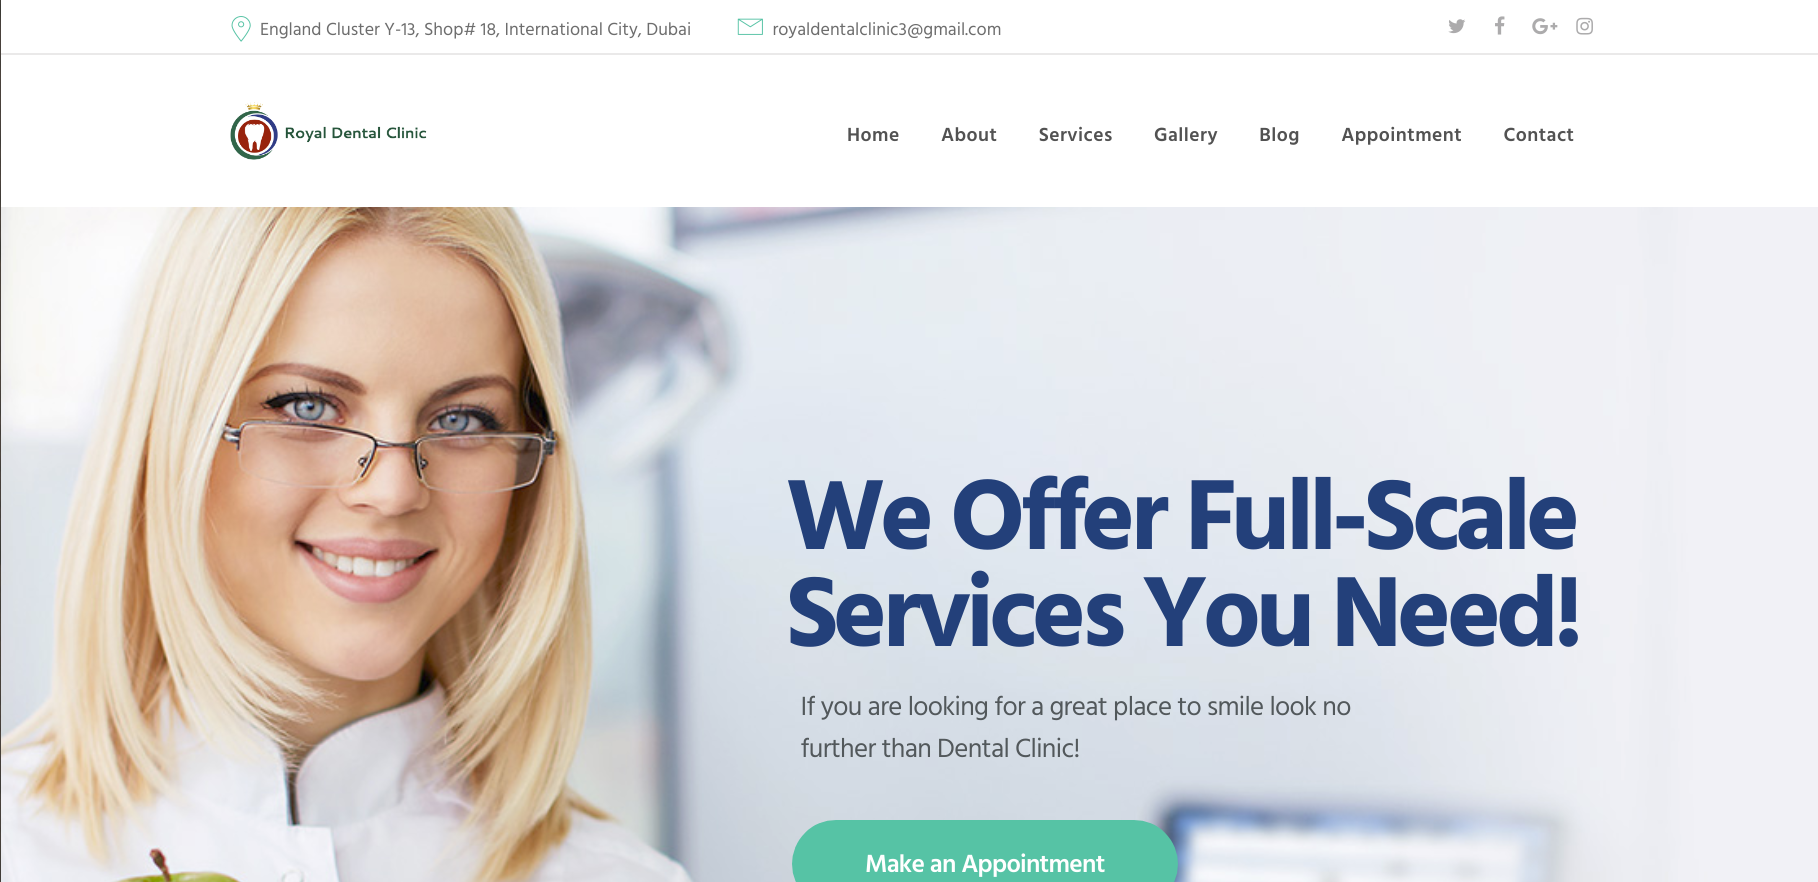 England Cluster Y-13, Shop# 18, International City, Dubai
royaldentalclinic3@gmail.com
Royal Dental Clinic
Home
About
Services
Gallery
Blog
Appointment
Contact
We Offer Full-Scale
Services You Need!
If you are looking for a great place to smile look no
further than Dental Clinic!
Make an Appointment